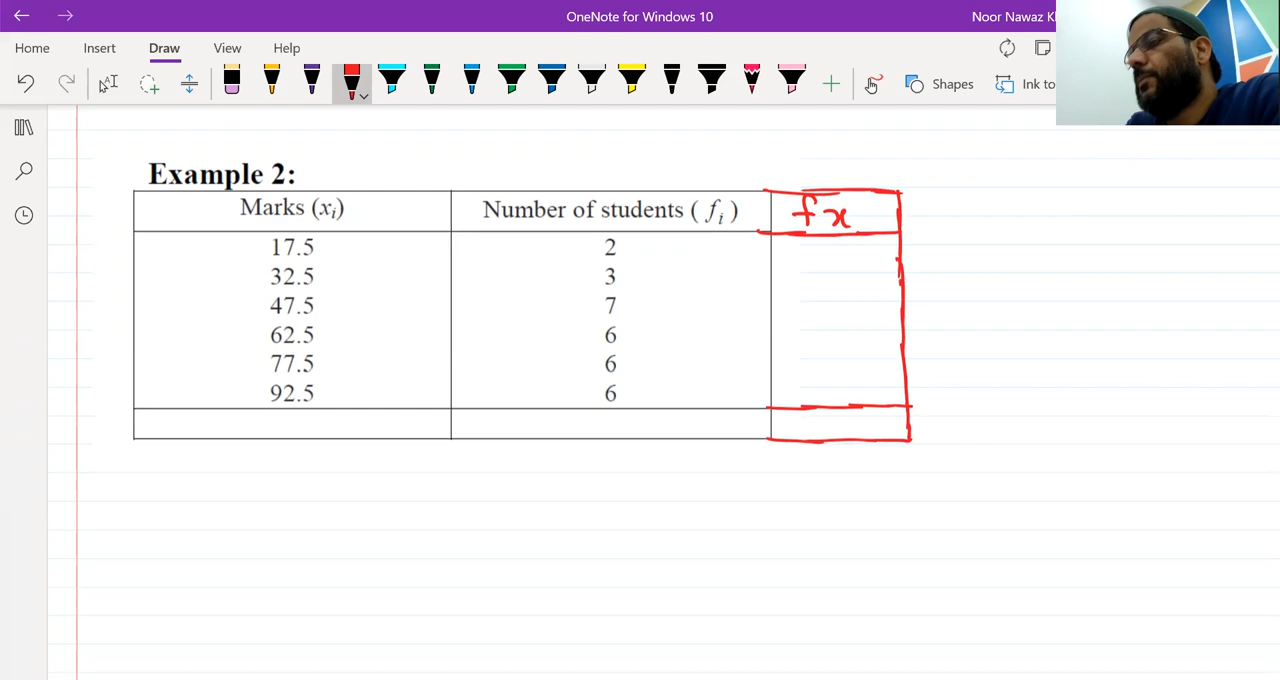 OneNote for Windows 10
Noor Nawaz Kh
Home Insert Draw View Help
Shapes
Ink to
Example 2:
Marks (xi) Number of students ( fi ) fx
17.5 2
32.5 3
47.5 7
62.5 6
77.5 6
92.5 6